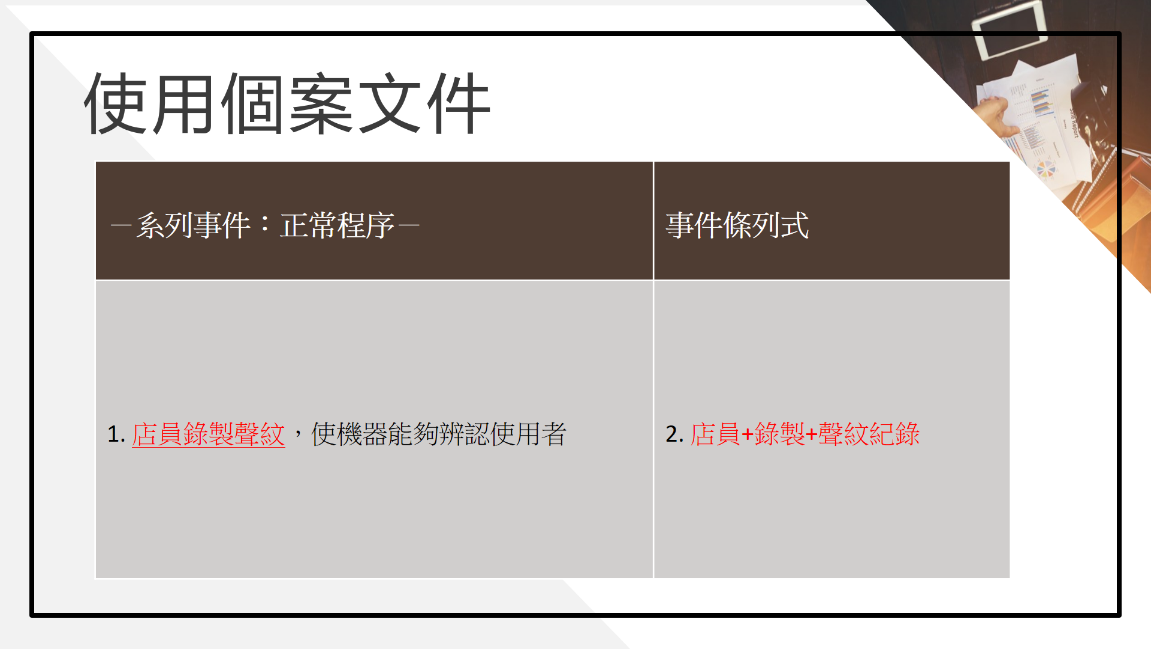 使用個案文件
－系列事件：正常程序－
事件條列式
1. 店員錄製聲紋，使機器能夠辨認使用者
2. 店員+錄製+聲紋紀錄